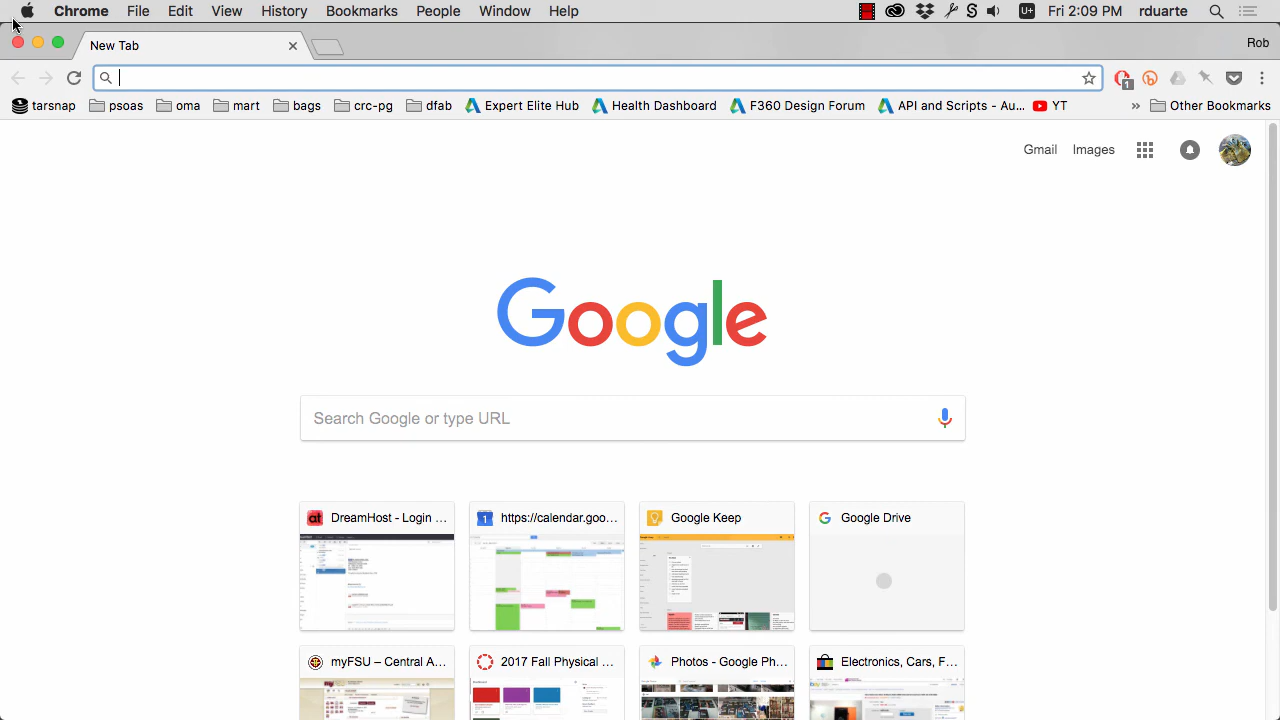 Chrome File Edit View History Bookmarks People Window Help U+ Fri 2:09 PM rduarte
New Tab Rob
1
tarsnap psoas oma mart bags crc-pg dfab Expert Elite Hub Health Dashboard F360 Design Forum API and Scripts - Au... YT » Other Bookmarks
Gmail Images
Google
Search Google or type URL
DreamHost - Login ... https://calendar.goo... Google Keep Google Drive
myFSU – Central A... 2017 Fall Physical ... Photos - Google Ph... Electronics, Cars, F...